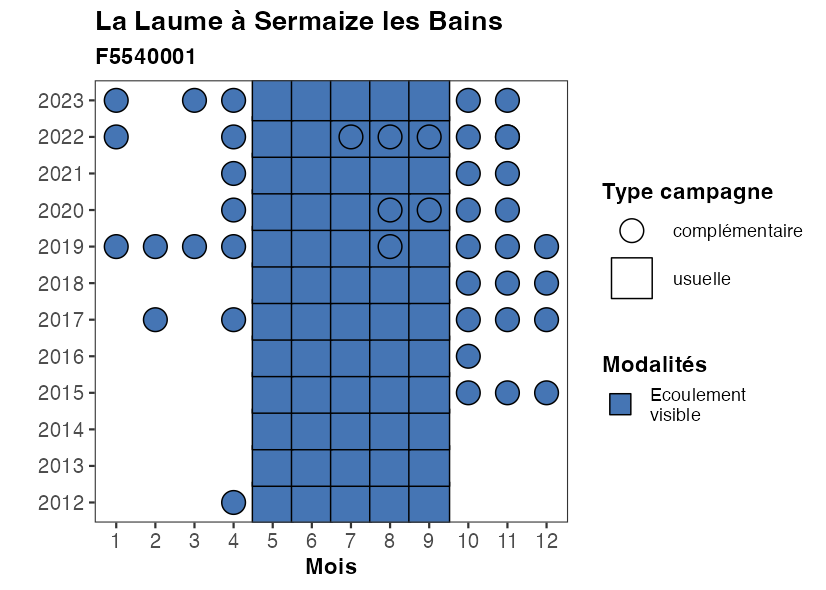 La Laume à Sermaize les Bains
F5540001
2023
2022
2021
2020
2019
2018
2017
2016
2015
2014
2013
2012
1 2 3 4 5 6 7 8 9 10 11 12
Mois
Type campagne
complémentaire
usuelle
Modalités
Ecoulement
visible